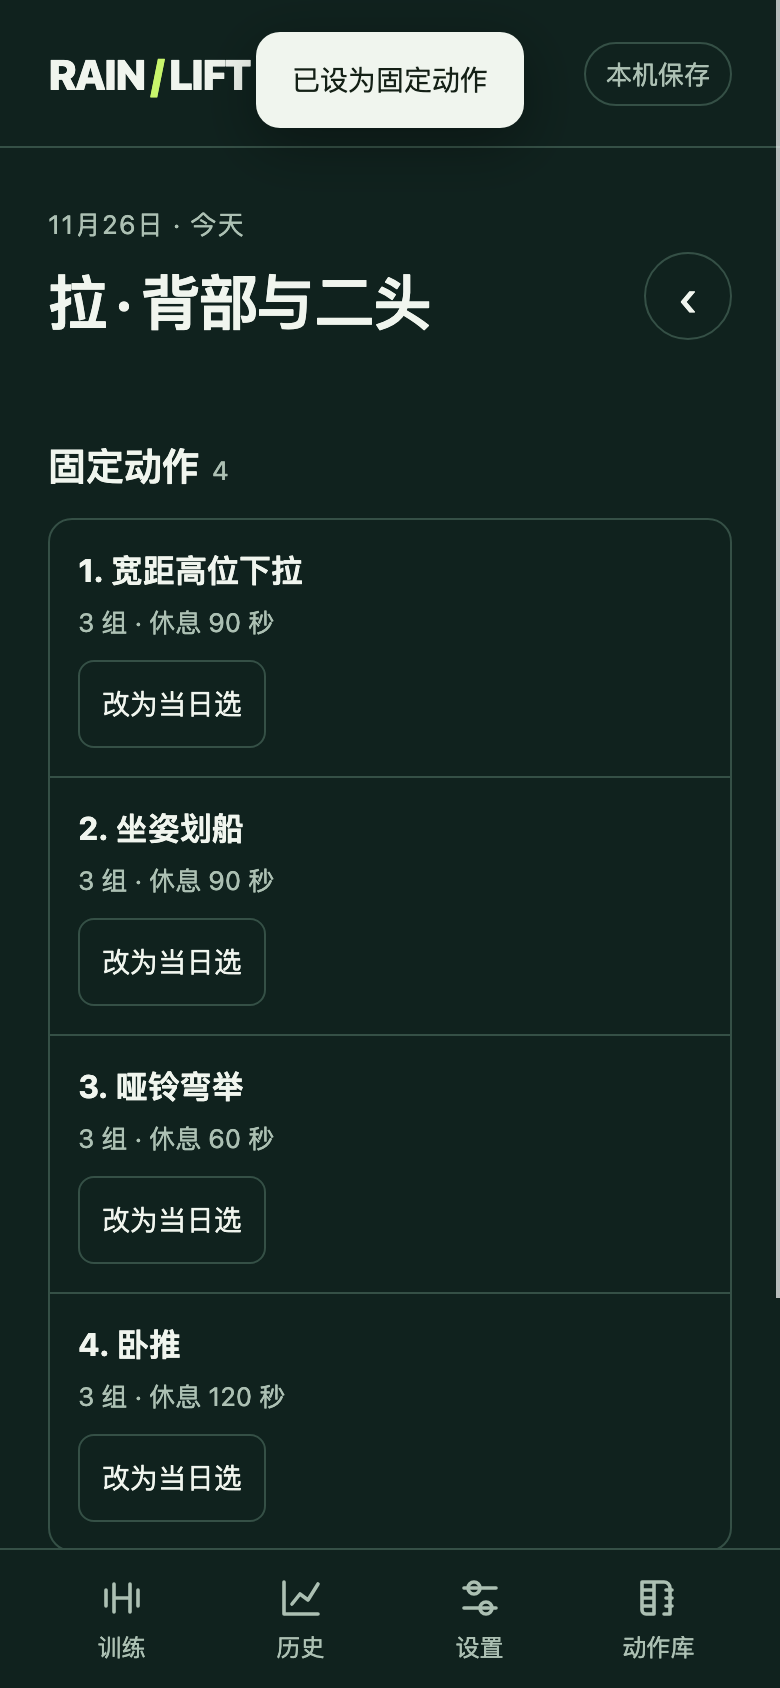 RAIN/LIFT
已设为固定动作
本机保存
11月26日 · 今天
拉·背部与二头
‹
固定动作 4
1. 宽距高位下拉
3 组 · 休息 90 秒
改为当日选
2. 坐姿划船
3 组 · 休息 90 秒
改为当日选
3. 哑铃弯举
3 组 · 休息 60 秒
改为当日选
4. 卧推
3 组 · 休息 120 秒
改为当日选
训练
历史
设置
动作库